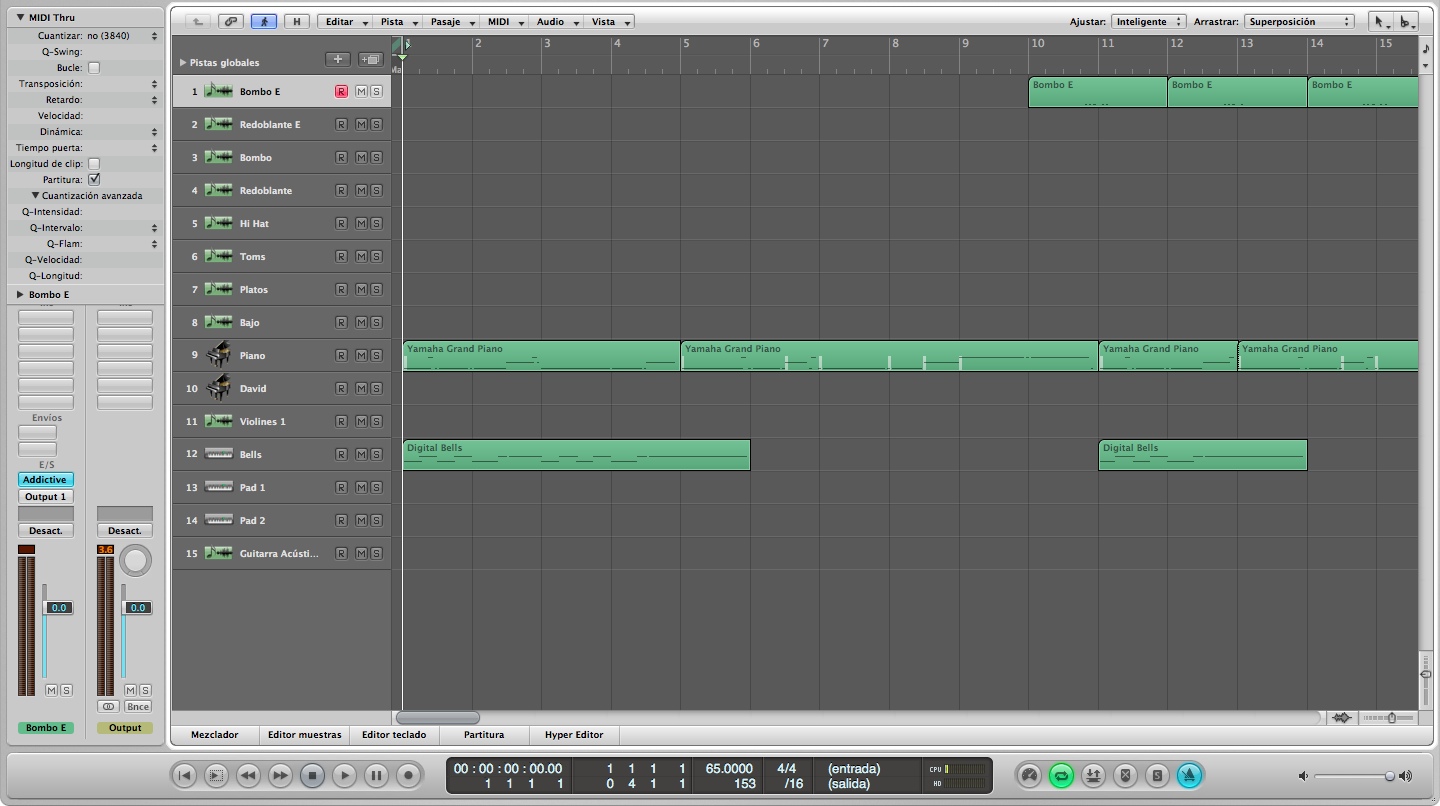 MIDI Thru
Cuantizar: no (3840)
Q-Swing:
Bucle:
Transposición:
Retardo:
Velocidad:
Dinámica:
Tiempo puerta:
Longitud de clip:
Partitura:
Cuantización avanzada
Q-Intensidad:
Q-Intervalo:
Q-Flam:
Q-Velocidad:
Q-Longitud:
Bombo E
Envíos
E/S
Addictive
Output 1
Desact. Desact.
3.6
0.0 0.0
M S M S
Bnce
Bombo E Output
H Editar Pista Pasaje MIDI Audio Vista Ajustar: Inteligente Arrastrar: Superposición
2 3 4 5 6 7 8 9 10 11 12 13 14 15
Pistas globales
1 Bombo E R M S Bombo E Bombo E Bombo E
2 Redoblante E R M S
3 Bombo R M S
4 Redoblante R M S
5 Hi Hat R M S
6 Toms R M S
7 Platos R M S
8 Bajo R M S
9 Piano R M S Yamaha Grand Piano Yamaha Grand Piano Yamaha Grand Piano Yamaha Grand Piano
10 David R M S
11 Violines 1 R M S
12 Bells R M S Digital Bells Digital Bells
13 Pad 1 R M S
14 Pad 2 R M S
15 Guitarra Acústi... R M S
Mezclador Editor muestras Editor teclado Partitura Hyper Editor
00 : 00 : 00 : 00.00 1 1 1 1 65.0000 4/4 (entrada) CPU
1 1 1 1 0 4 1 1 153 /16 (salida) HD
S